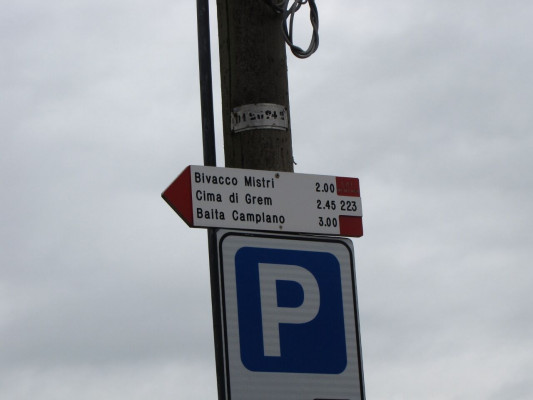 Bivacco Mistri 2.00
Cima di Grem 2.45 223
Baita Camplano 3.00
P